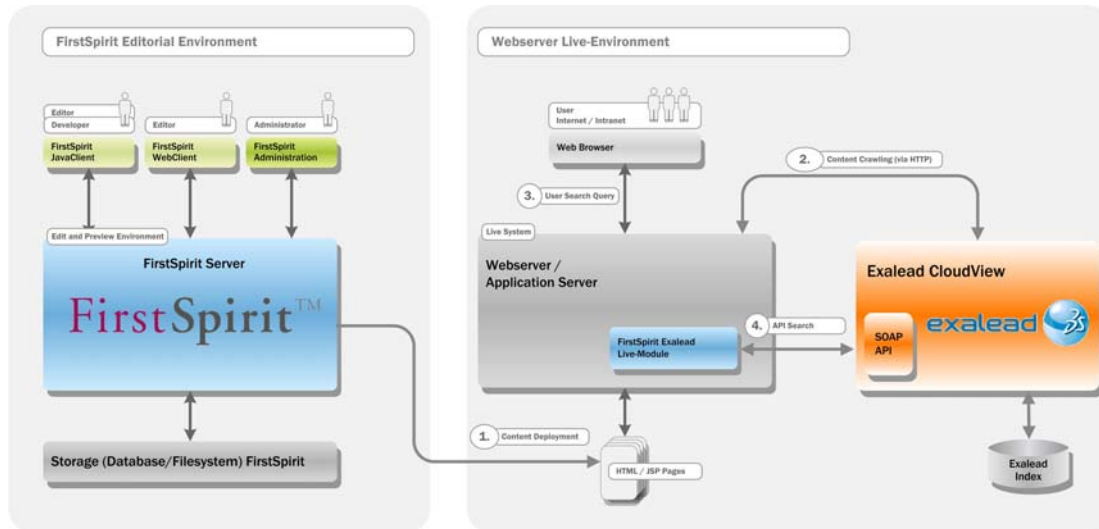 FirstSpirit Editorial Environment
Editor
Developer
FirstSpirit
JavaClient
Editor
FirstSpirit
WebClient
Administrator
FirstSpirit
Administration
Edit and Preview Environment
FirstSpirit Server
FirstSpirit™
Storage (Database/Filesystem) FirstSpirit
Webserver Live-Environment
User
Internet / Intranet
Web Browser
3. User Search Query
2. Content Crawling (via HTTP)
Live System
Webserver /
Application Server
FirstSpirit Exalead
Live-Module
4. API Search
Exalead CloudView
exalead
SOAP
API
1. Content Deployment
HTML / JSP Pages
Exalead
Index